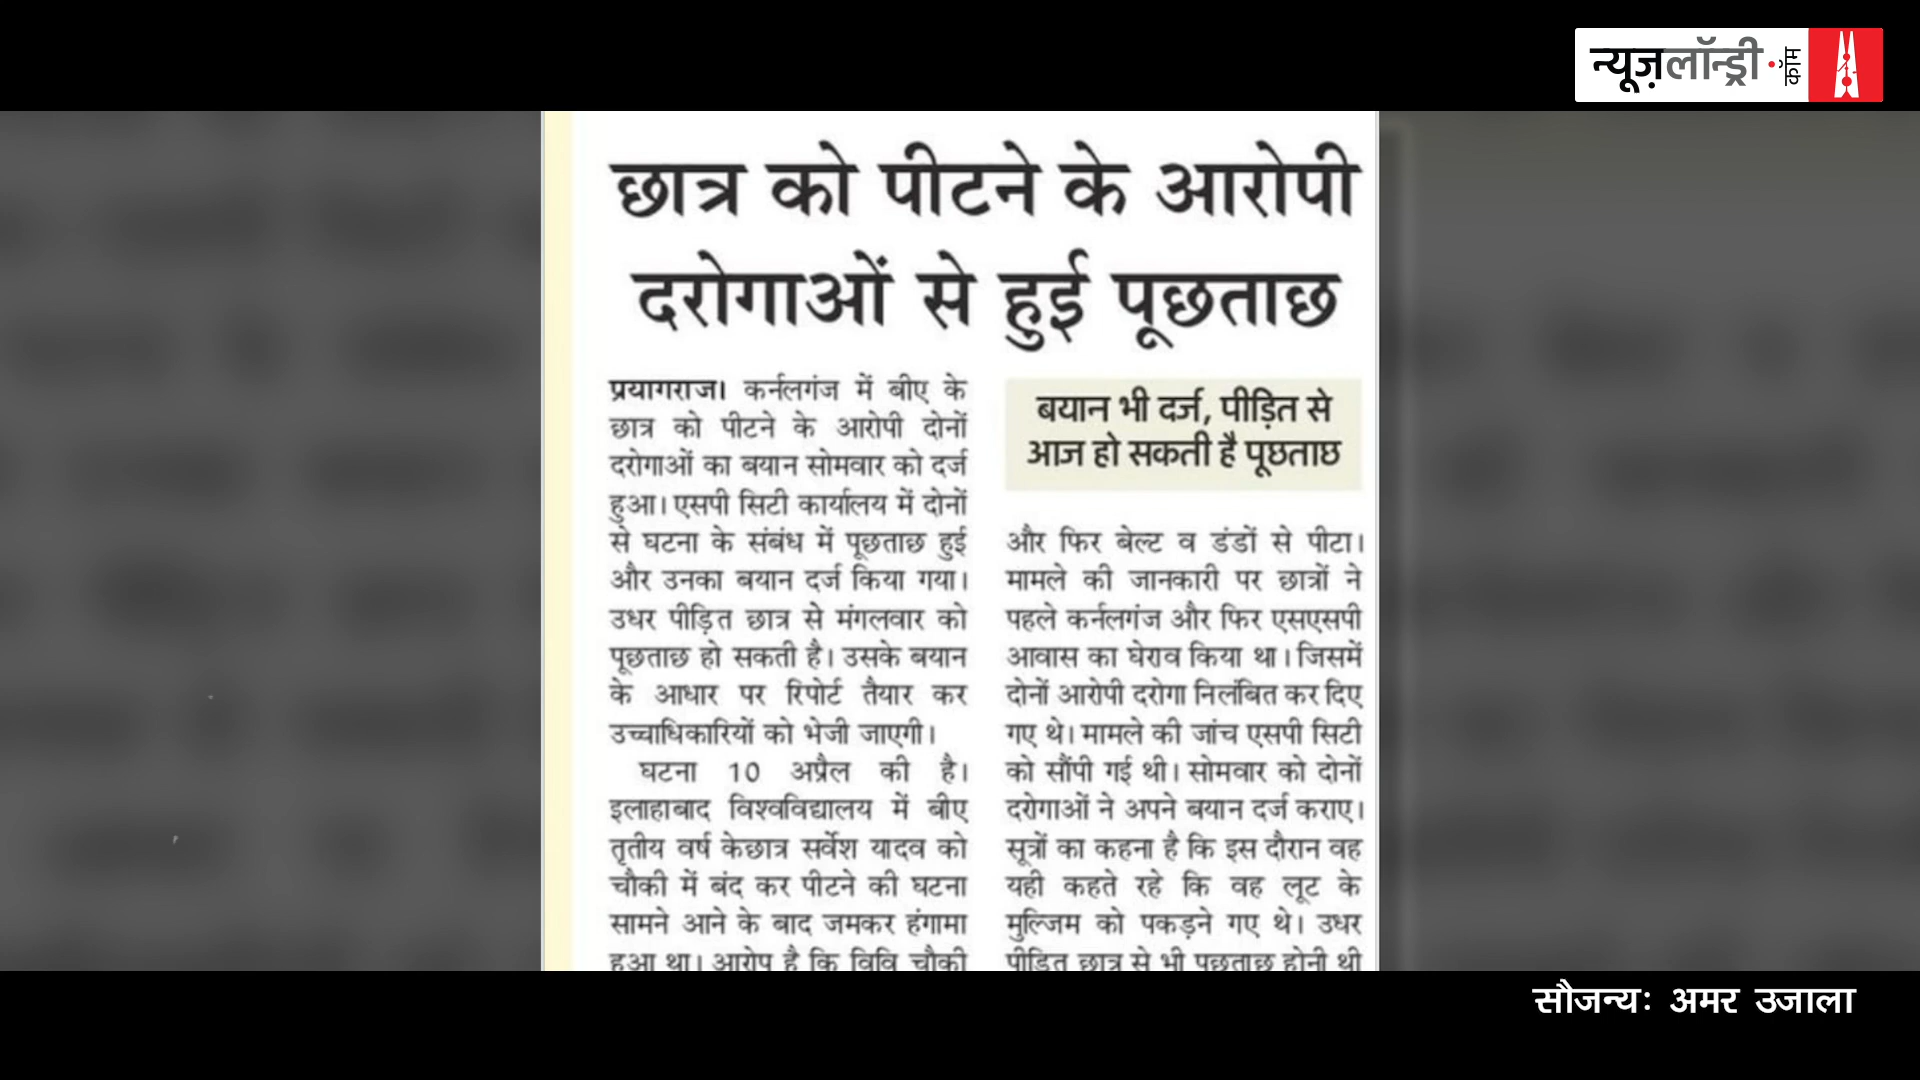 न्यूज़लॉन्ड्री.कॉम
छात्र को पीटने के आरोपी
दरोगाओं से हुई पूछताछ
प्रयागराज। कर्नलगंज में बीए के
छात्र को पीटने के आरोपी दोनों
दरोगाओं का बयान सोमवार को दर्ज
हुआ। एसपी सिटी कार्यालय में दोनों
से घटना के संबंध में पूछताछ हुई
और उनका बयान दर्ज किया गया।
उधर पीड़ित छात्र से मंगलवार को
पूछताछ हो सकती है। उसके बयान
के आधार पर रिपोर्ट तैयार कर
उच्चाधिकारियों को भेजी जाएगी।
घटना 10 अप्रैल की है।
इलाहाबाद विश्वविद्यालय में बीए
तृतीय वर्ष केछात्र सर्वेश यादव को
चौकी में बंद कर पीटने की घटना
सामने आने के बाद जमकर हंगामा
हुआ था। आरोप है कि विवि चौकी
बयान भी दर्ज, पीड़ित से
आज हो सकती है पूछताछ
और फिर बेल्ट व डंडों से पीटा।
मामले की जानकारी पर छात्रों ने
पहले कर्नलगंज और फिर एसएसपी
आवास का घेराव किया था। जिसमें
दोनों आरोपी दरोगा निलंबित कर दिए
गए थे। मामले की जांच एसपी सिटी
को सौंपी गई थी। सोमवार को दोनों
दरोगाओं ने अपने बयान दर्ज कराए।
सूत्रों का कहना है कि इस दौरान वह
यही कहते रहे कि वह लूट के
मुल्जिम को पकड़ने गए थे। उधर
पीड़ित छात्र से भी पूछताछ होनी थी
सौजन्यः अमर उजाला